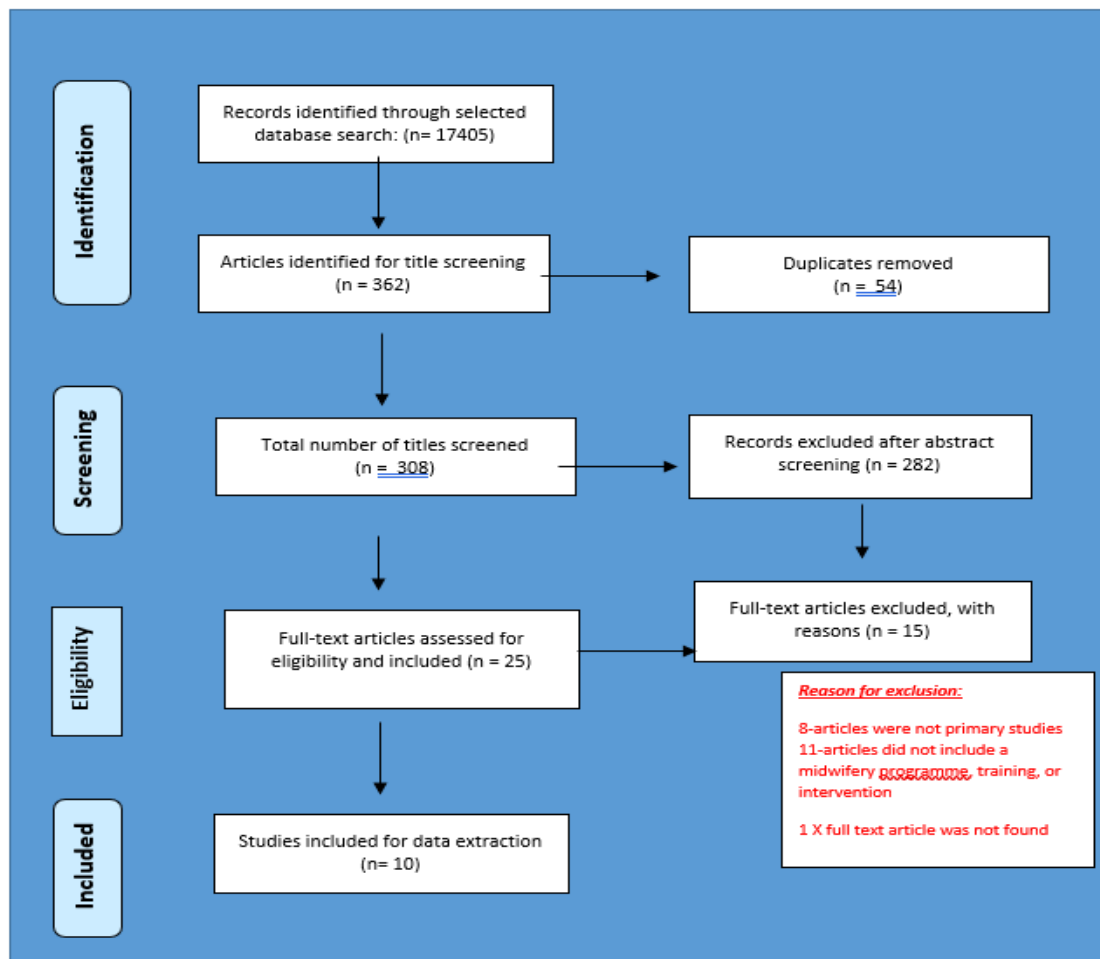 Identification
Records identified through selected
database search: (n= 17405)
Articles identified for title screening
(n = 362)
Duplicates removed
(n = 54)
Screening
Total number of titles screened
(n = 308)
Records excluded after abstract
screening (n = 282)
Eligibility
Full-text articles assessed for
eligibility and included (n = 25)
Full-text articles excluded, with
reasons (n = 15)
Reason for exclusion:
8-articles were not primary studies
11-articles did not include a
midwifery programme, training, or
intervention
1 X full text article was not found
Included
Studies included for data extraction
(n= 10)